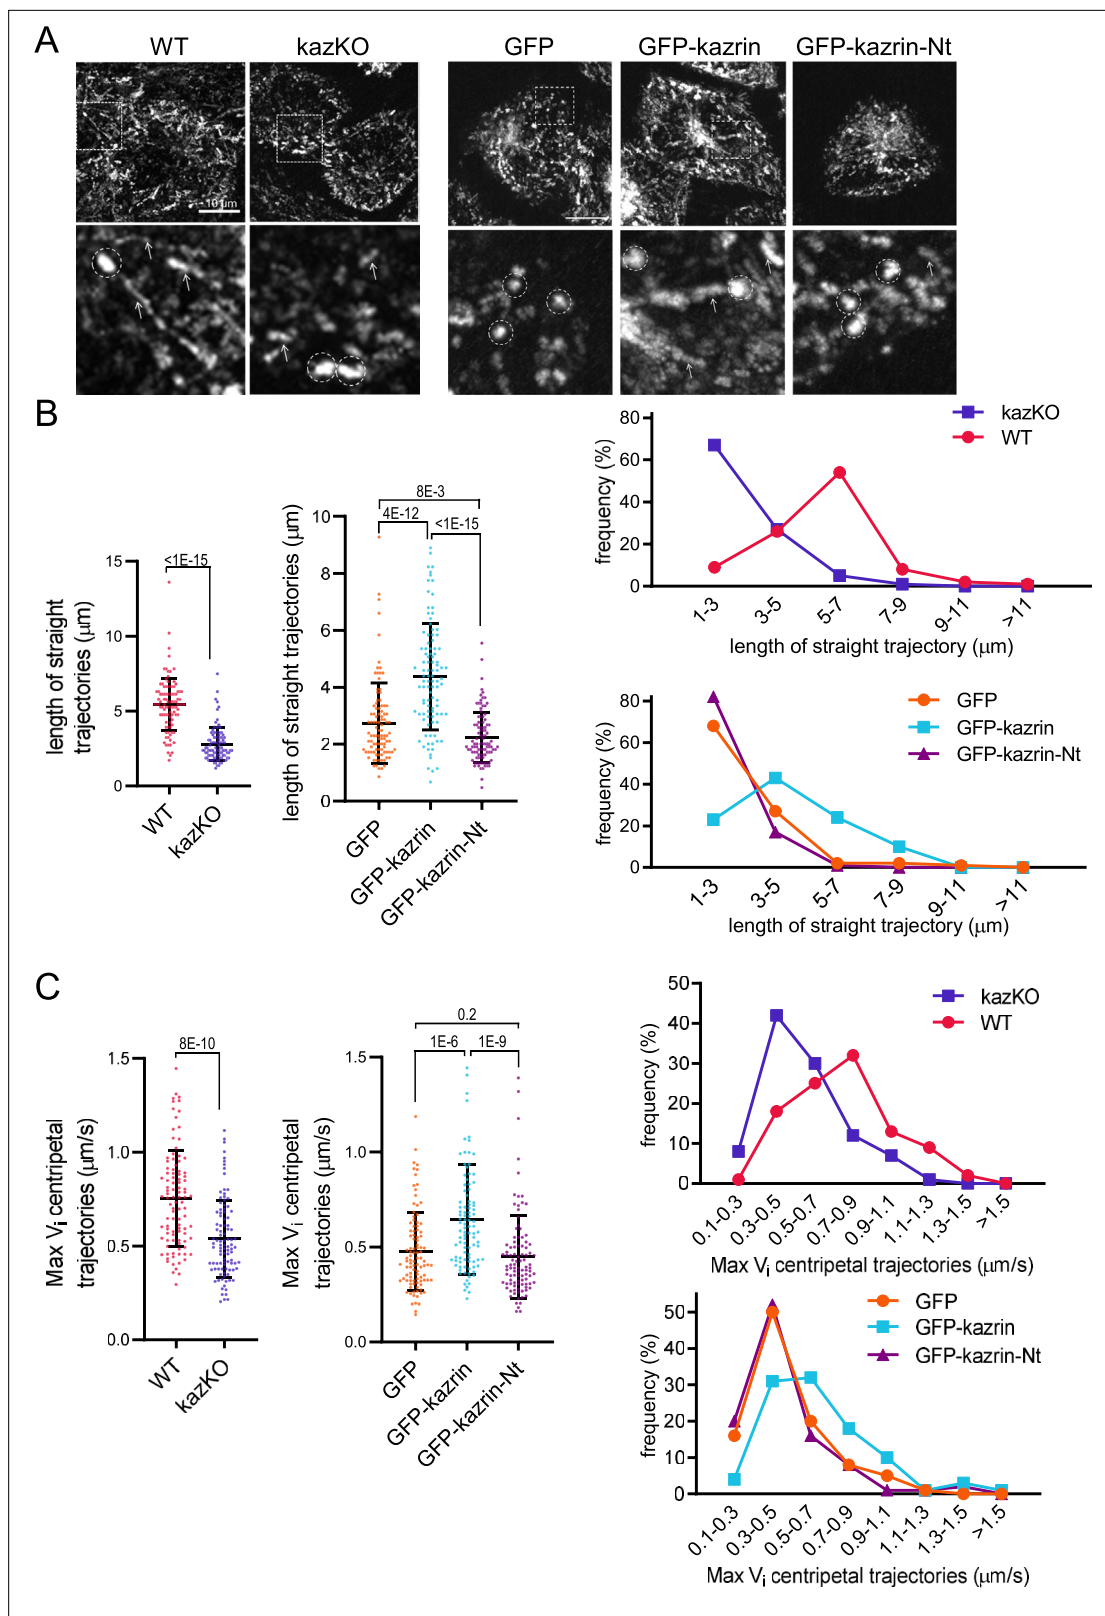 A
WT
kazKO
GFP
GFP-kazrin
GFP-kazrin-Nt
10 μm
B
length of straight
trajectories (μm)
15
10
5
0
<1E-15
WT
kazKO
length of straight trajectories (μm)
10
8
6
4
2
0
8E-3
4E-12
<1E-15
GFP
GFP-kazrin
GFP-kazrin-Nt
frequency (%)
80
60
40
20
0
kazKO
WT
1-3
3-5
5-7
7-9
9-11
>11
length of straight trajectory (μm)
frequency (%)
80
60
40
20
0
GFP
GFP-kazrin
GFP-kazrin-Nt
1-3
3-5
5-7
7-9
9-11
>11
length of straight trajectory (μm)
C
Max Vi centripetal
trajectories (μm/s)
1.5
1.0
0.5
0.0
8E-10
WT
kazKO
Max Vi centripetal
trajectories (μm/s)
1.5
1.0
0.5
0.0
0.2
1E-6
1E-9
GFP
GFP-kazrin
GFP-kazrin-Nt
frequency (%)
50
40
30
20
10
0
kazKO
WT
0.1-0.3
0.3-0.5
0.5-0.7
0.7-0.9
0.9-1.1
1.1-1.3
1.3-1.5
>1.5
Max Vi centripetal trajectories (μm/s)
frequency (%)
50
40
30
20
10
0
GFP
GFP-kazrin
GFP-kazrin-Nt
0.1-0.3
0.3-0.5
0.5-0.7
0.7-0.9
0.9-1.1
1.1-1.3
1.3-1.5
>1.5
Max Vi centripetal trajectories (μm/s)